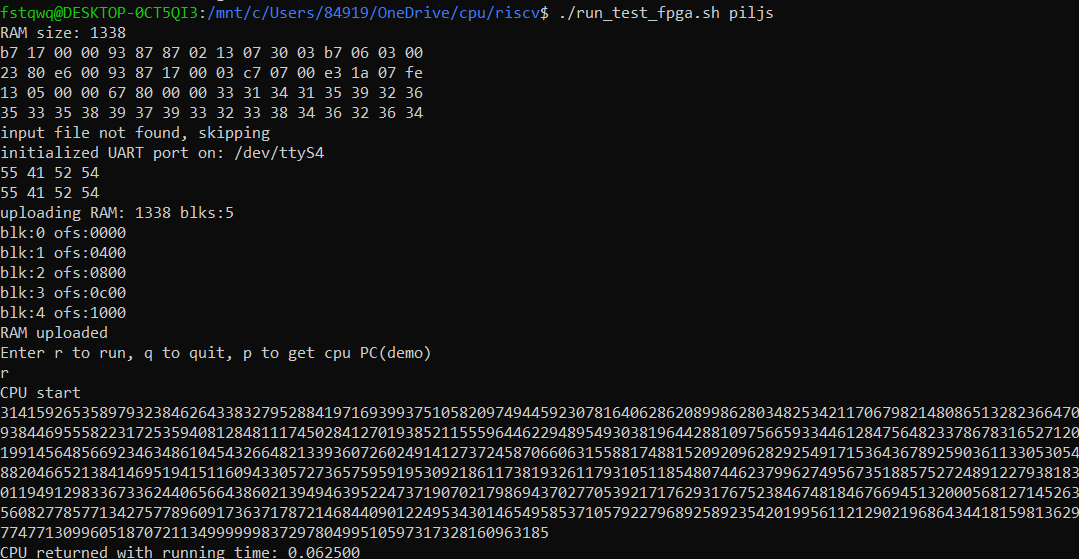 fstqwq@DESKTOP-0CT5QI3:/mnt/c/Users/84919/OneDrive/cpu/riscv$ ./run_test_fpga.sh piljs
RAM size: 1338
b7 17 00 00 93 87 87 02 13 07 30 03 b7 06 03 00
23 80 e6 00 93 87 17 00 03 c7 07 00 e3 1a 07 fe
13 05 00 00 67 80 00 00 33 31 34 31 35 39 32 36
35 33 35 38 39 37 39 33 32 33 38 34 36 32 36 34
input file not found, skipping
initialized UART port on: /dev/ttyS4
55 41 52 54
55 41 52 54
uploading RAM: 1338 blks:5
blk:0 ofs:0000
blk:1 ofs:0400
blk:2 ofs:0800
blk:3 ofs:0c00
blk:4 ofs:1000
RAM uploaded
Enter r to run, q to quit, p to get cpu PC(demo)
r
CPU start
314159265358979323846264338327952884197169399375105820974944592307816406286208998628034825342117067982148086513282366470
938446955582231725359408128481117450284127019385211555964462294895493038196442881097566593344612847564823378678316527120
199145648566923463486104543266482133936072602491412737245870660631558817488152092096282925491715364367892590361133053054
882046652138414695194151160943305727365759591953092186117381932611793105118548074462379962749567351885752724891227938183
011949129833673362440656643860213949463952247371907021798694370277053921717629317675238467481846766945132000568127145263
560827785771342757789609173637178721468440901224953430146549585371057922796892589235420199561121290219686434418159813629
7747713099605187072113499999983729780499510597317328160963185
CPU returned with running time: 0.062500